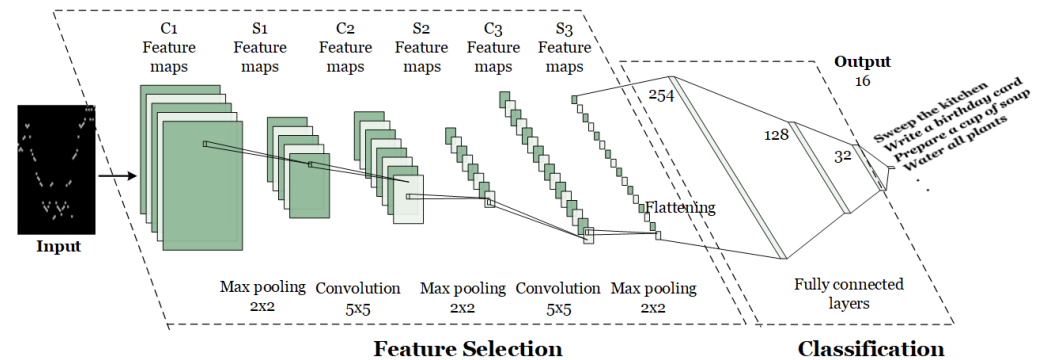 C1
Feature
maps
S1
Feature
maps
C2
Feature
maps
S2
Feature
maps
C3
Feature
maps
S3
Feature
maps
Input
Max pooling
2x2
Convolution
5x5
Max pooling
2x2
Convolution
5x5
Max pooling
2x2
Flattening
Feature Selection
254
128
32
Output
16
Sweep the kitchen
Write a birthday card
Prepare a cup of soup
Water all plants
.
.
Fully connected
layers
Classification